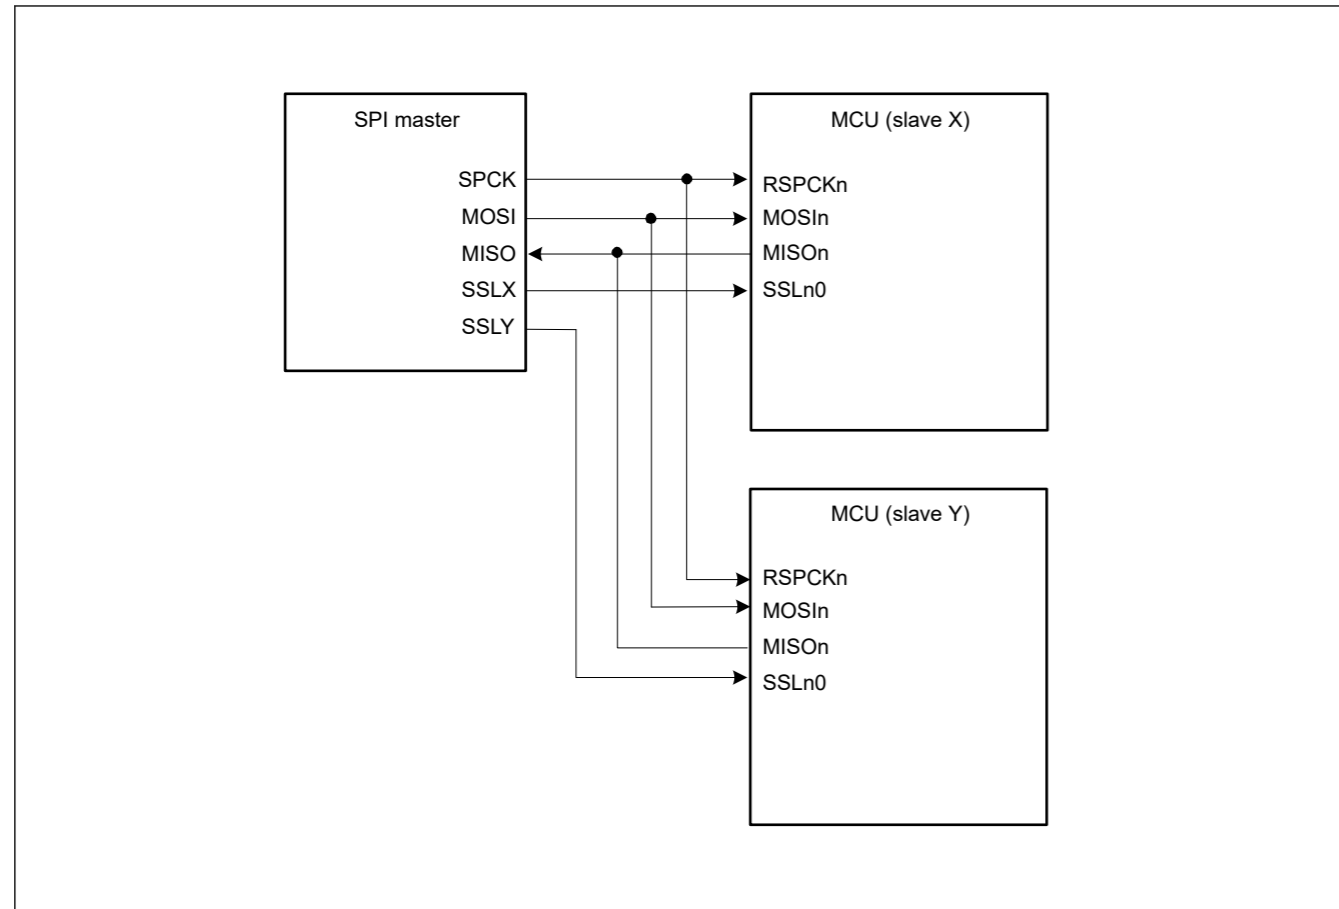 SPI master
SPCK
MOSI
MISO
SSLX
SSLY
MCU (slave X)
RSPCKn
MOSIn
MISOn
SSLn0
MCU (slave Y)
RSPCKn
MOSIn
MISOn
SSLn0